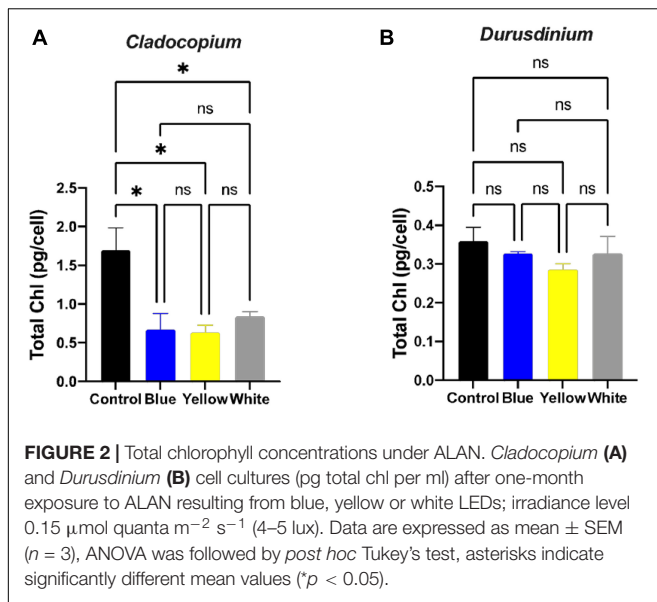 A
Cladocopium
*
ns
*
*
ns
ns
2.5
2.0
1.5
1.0
0.5
0.0
Total Chl (pg/cell)
Control Blue Yellow White
B
Durusdinium
ns
ns
ns
ns
ns
ns
0.5
0.4
0.3
0.2
0.1
0.0
Total Chl (pg/cell)
Control Blue Yellow White
FIGURE 2 | Total chlorophyll concentrations under ALAN. Cladocopium (A)
and Durusdinium (B) cell cultures (pg total chl per ml) after one-month
exposure to ALAN resulting from blue, yellow or white LEDs; irradiance level
0.15 μmol quanta m⁻² s⁻¹ (4–5 lux). Data are expressed as mean ± SEM
(n = 3), ANOVA was followed by post hoc Tukey's test, asterisks indicate
significantly different mean values (*p < 0.05).